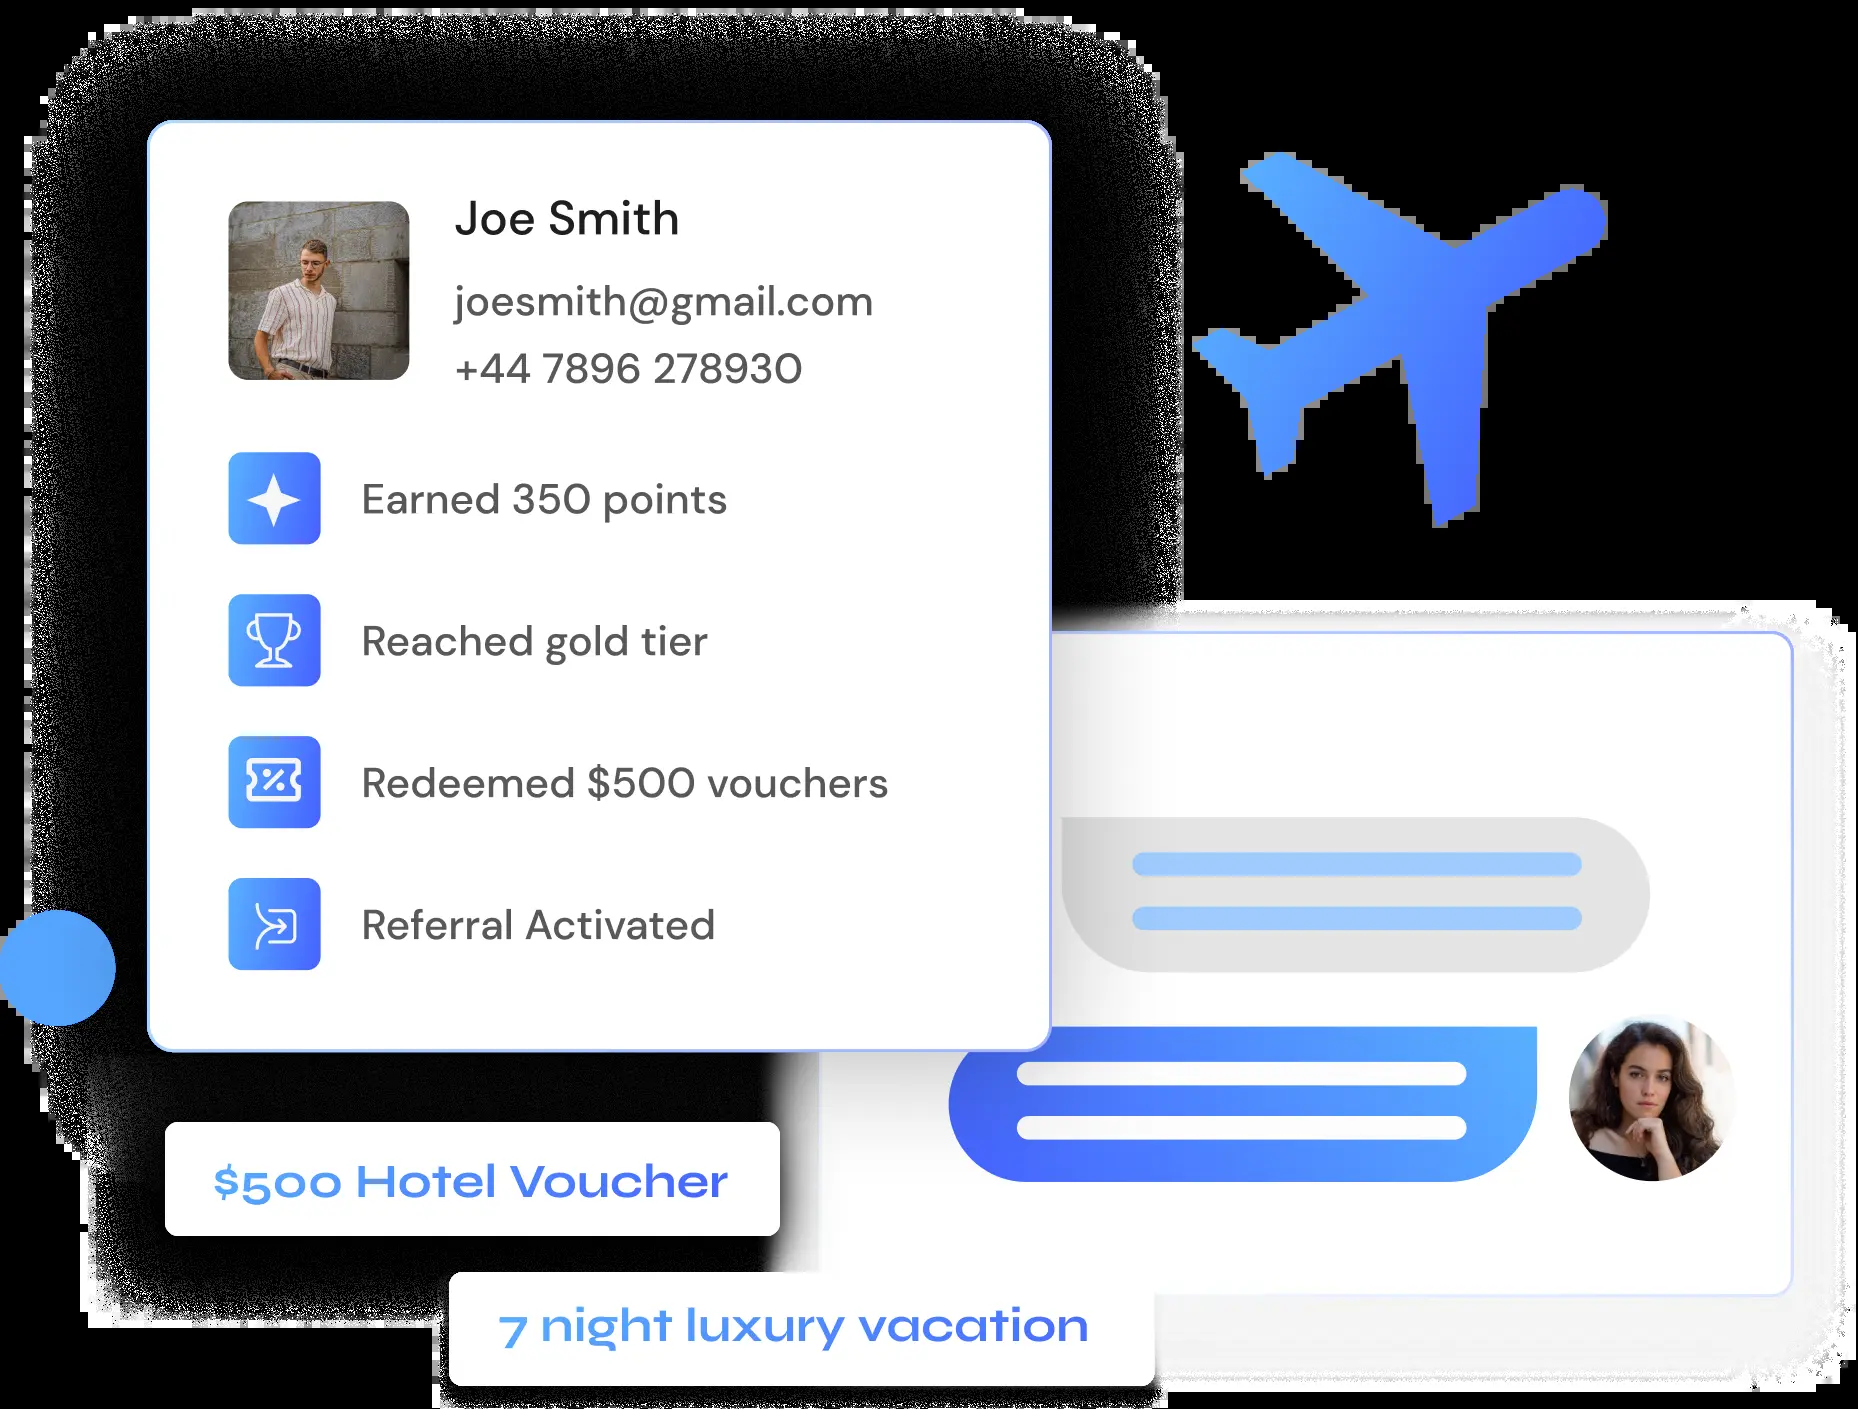 Joe Smith
joesmith@gmail.com
+44 7896 278930
Earned 350 points
Reached gold tier
Redeemed $500 vouchers
Referral Activated
$500 Hotel Voucher
7 night luxury vacation